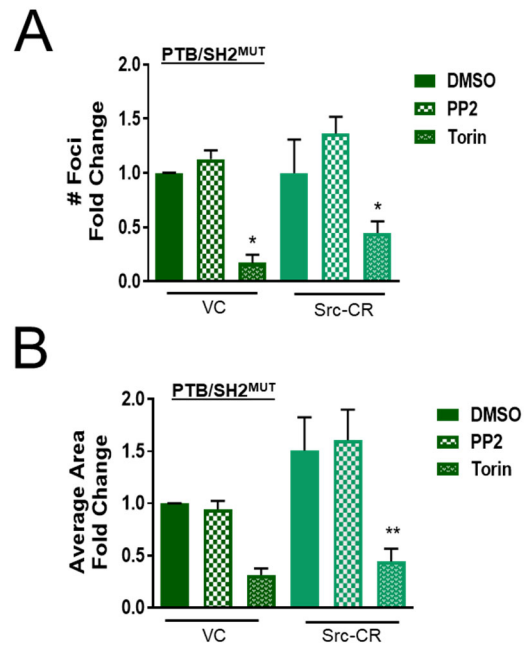 A
PTB/SH2MUT
# Foci
Fold Change
2.0
1.5
1.0
0.5
0.0
*
*
VC
Src-CR
DMSO
PP2
Torin
B
PTB/SH2MUT
Average Area
Fold Change
2.0
1.5
1.0
0.5
0.0
**
VC
Src-CR
DMSO
PP2
Torin